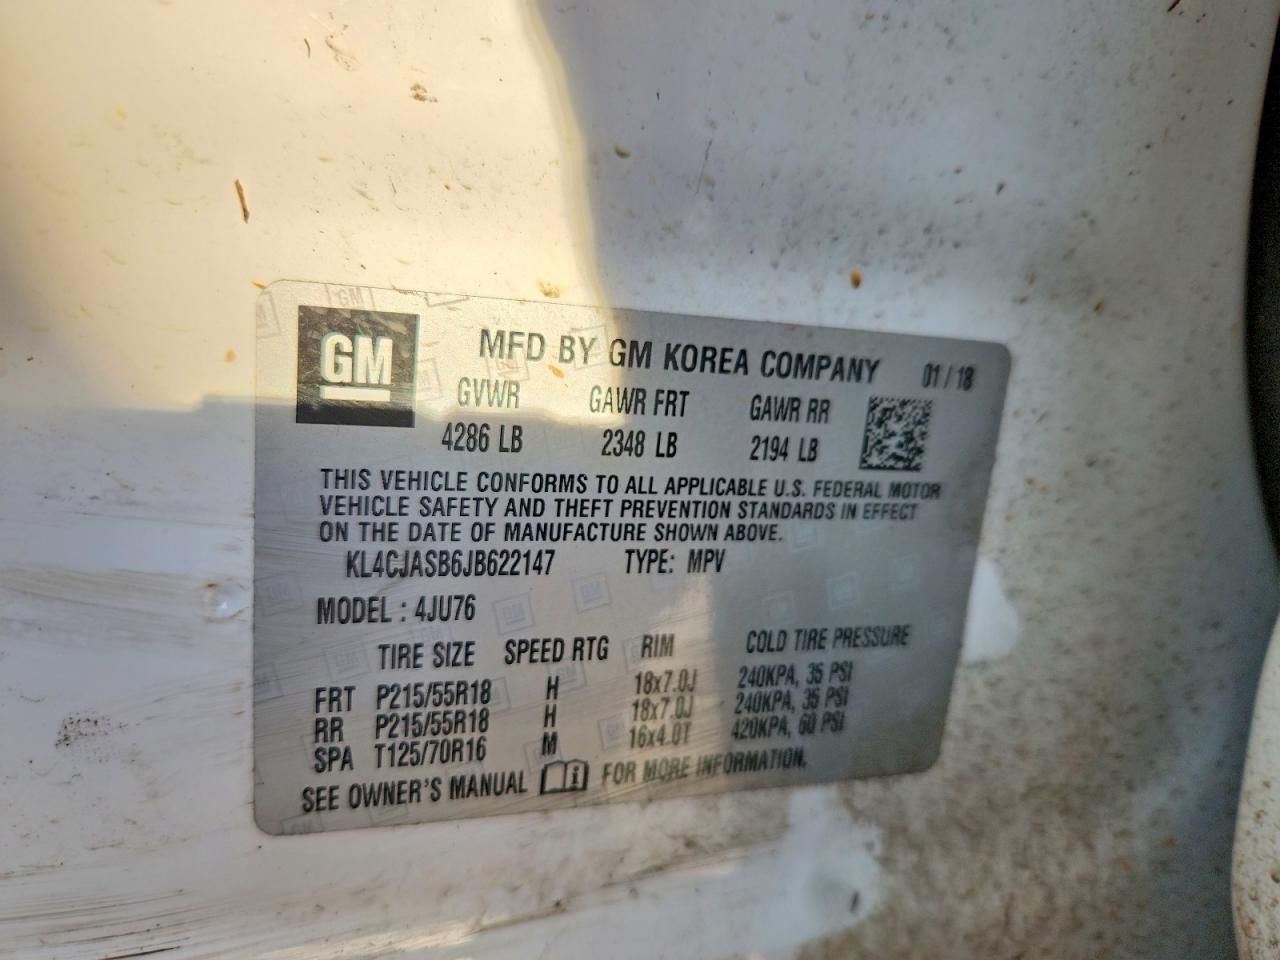 GM
MFD BY GM KOREA COMPANY 01/18
GVWR GAWR FRT GAWR RR
4286 LB 2348 LB 2194 LB
THIS VEHICLE CONFORMS TO ALL APPLICABLE U.S. FEDERAL MOTOR
VEHICLE SAFETY AND THEFT PREVENTION STANDARDS IN EFFECT
ON THE DATE OF MANUFACTURE SHOWN ABOVE.
KL4CJASB6JB622147 TYPE: MPV
MODEL : 4JU76
TIRE SIZE SPEED RTG RIM COLD TIRE PRESSURE
FRT P215/55R18 H 18x7.0J 240KPA, 35 PSI
RR P215/55R18 H 18x7.0J 240KPA, 35 PSI
SPA T125/70R16 M 16x4.0T 420KPA, 60 PSI
SEE OWNER'S MANUAL i FOR MORE INFORMATION.